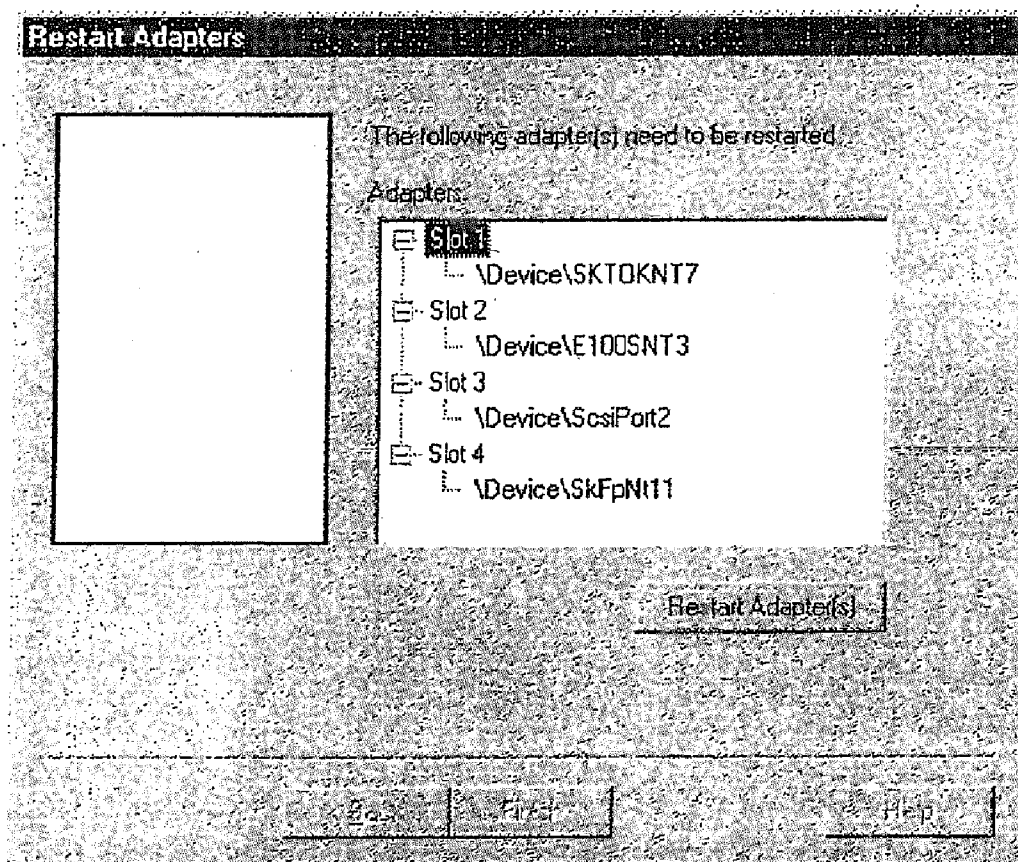 Restart Adapters
The following adapter(s) need to be restarted
Adapters:
Slot 1
\Device\SKTOKNT7
Slot 2
\Device\E100SNT3
Slot 3
\Device\ScsiPort2
Slot 4
\Device\SkFpNt11
Restart Adapter(s)
Help